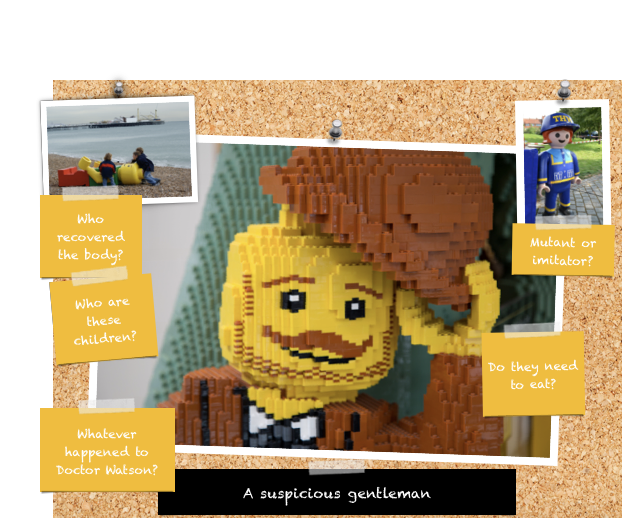 Who
recovered
the body?
Who are
these
children?
Whatever
happened to
Doctor Watson?
Mutant or
imitator?
Do they need
to eat?
A suspicious gentleman